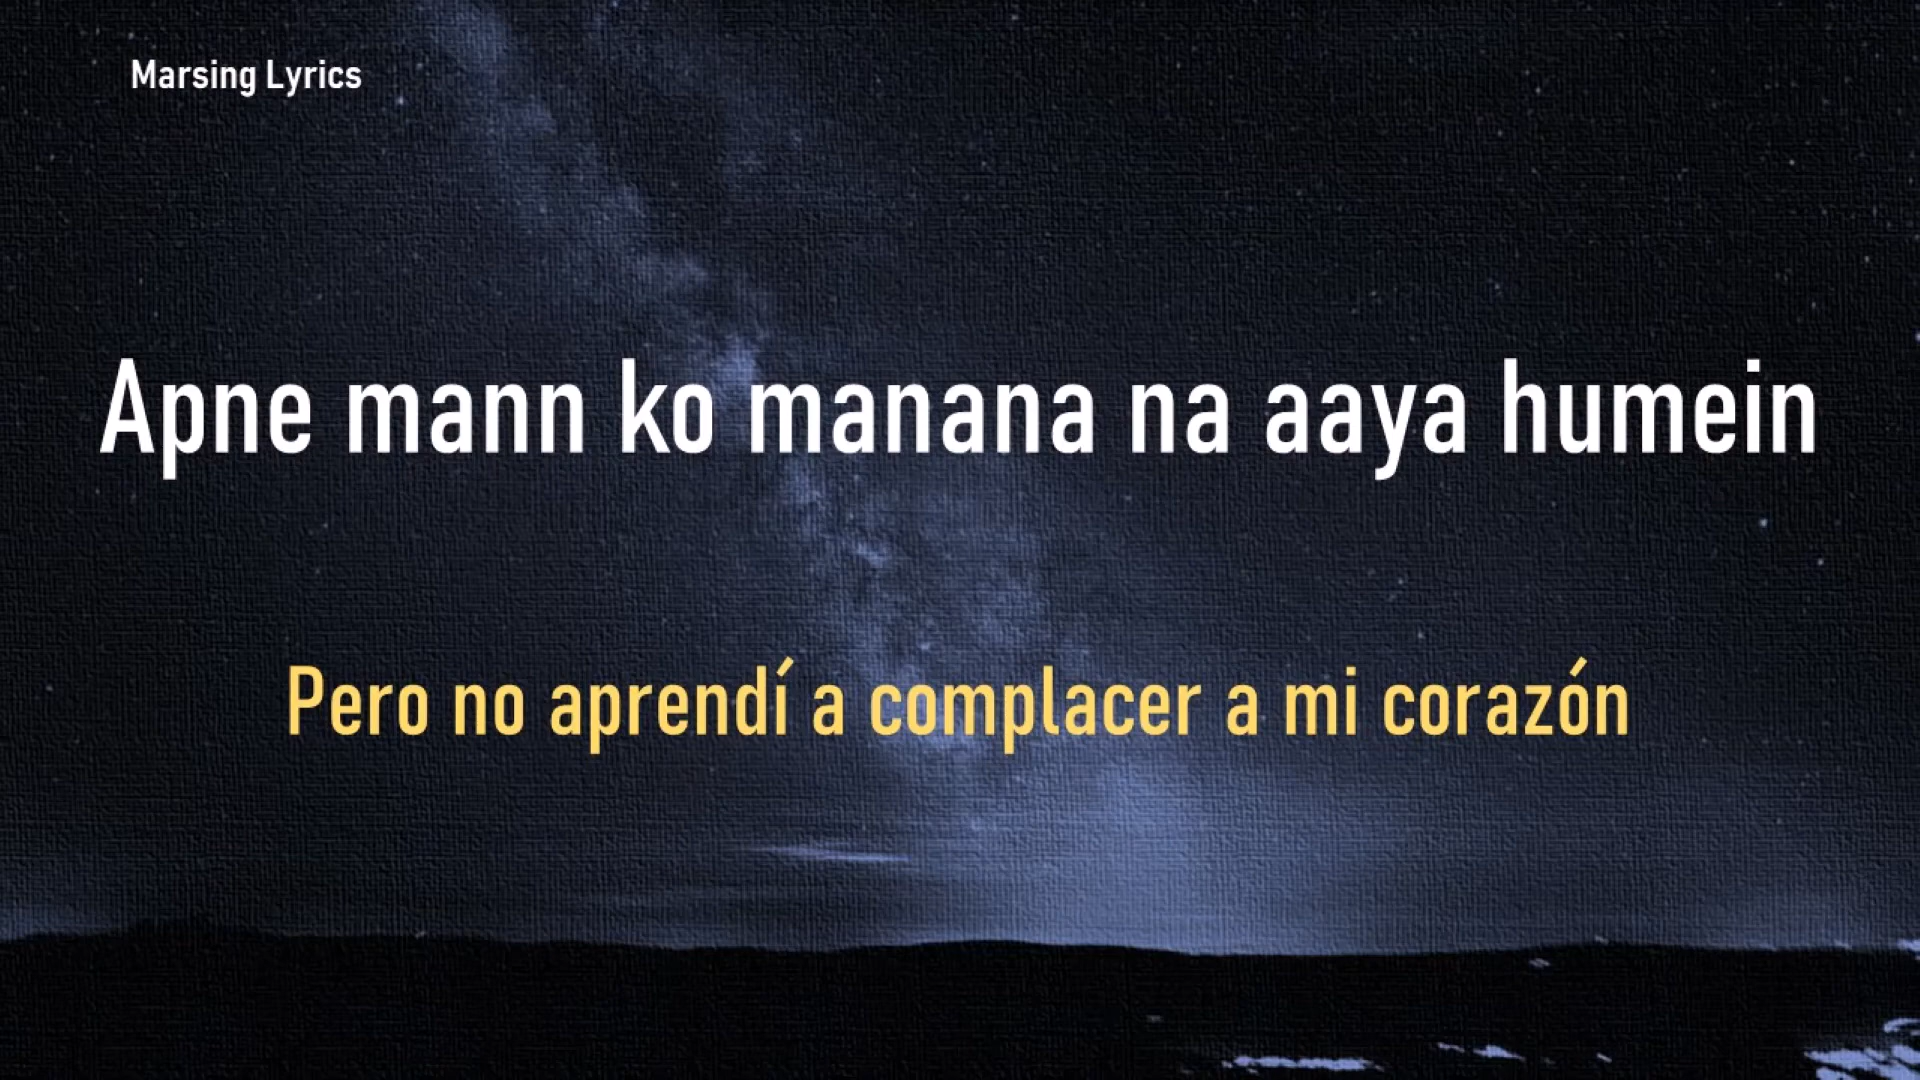 Marsing Lyrics
Apne mann ko manana na aaya humein
Pero no aprendí a complacer a mi corazón